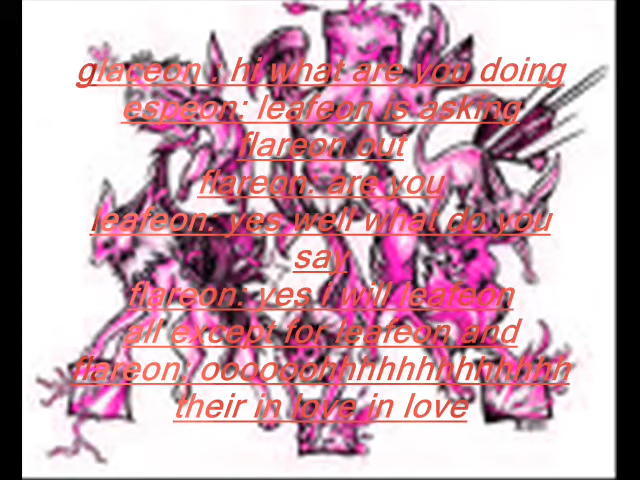 glaceon : hi what are you doing
espeon: leafeon is asking
flareon out
flareon: are you
leafeon: yes well what do you
say
flareon: yes i will leafeon
all except for leafeon and
flareon: oooooohhhhhhhhhhhhhh
their in love in love